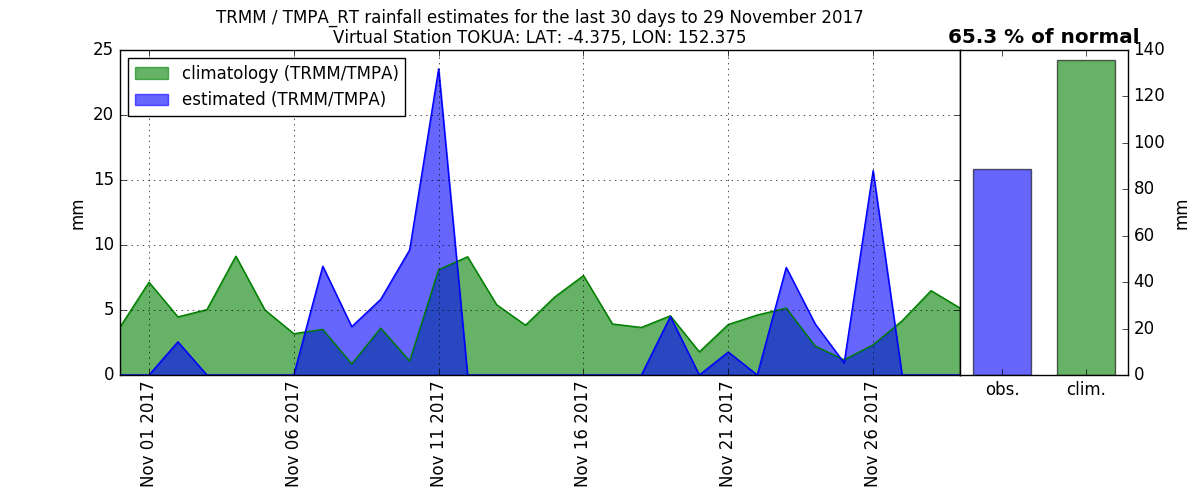 TRMM / TMPA_RT rainfall estimates for the last 30 days to 29 November 2017
Virtual Station TOKUA: LAT: -4.375, LON: 152.375
65.3 % of normal
climatology (TRMM/TMPA)
estimated (TRMM/TMPA)
25
20
15
10
5
0
mm
Nov 01 2017
Nov 06 2017
Nov 11 2017
Nov 16 2017
Nov 21 2017
Nov 26 2017
140
120
100
80
60
40
20
0
mm
obs.
clim.